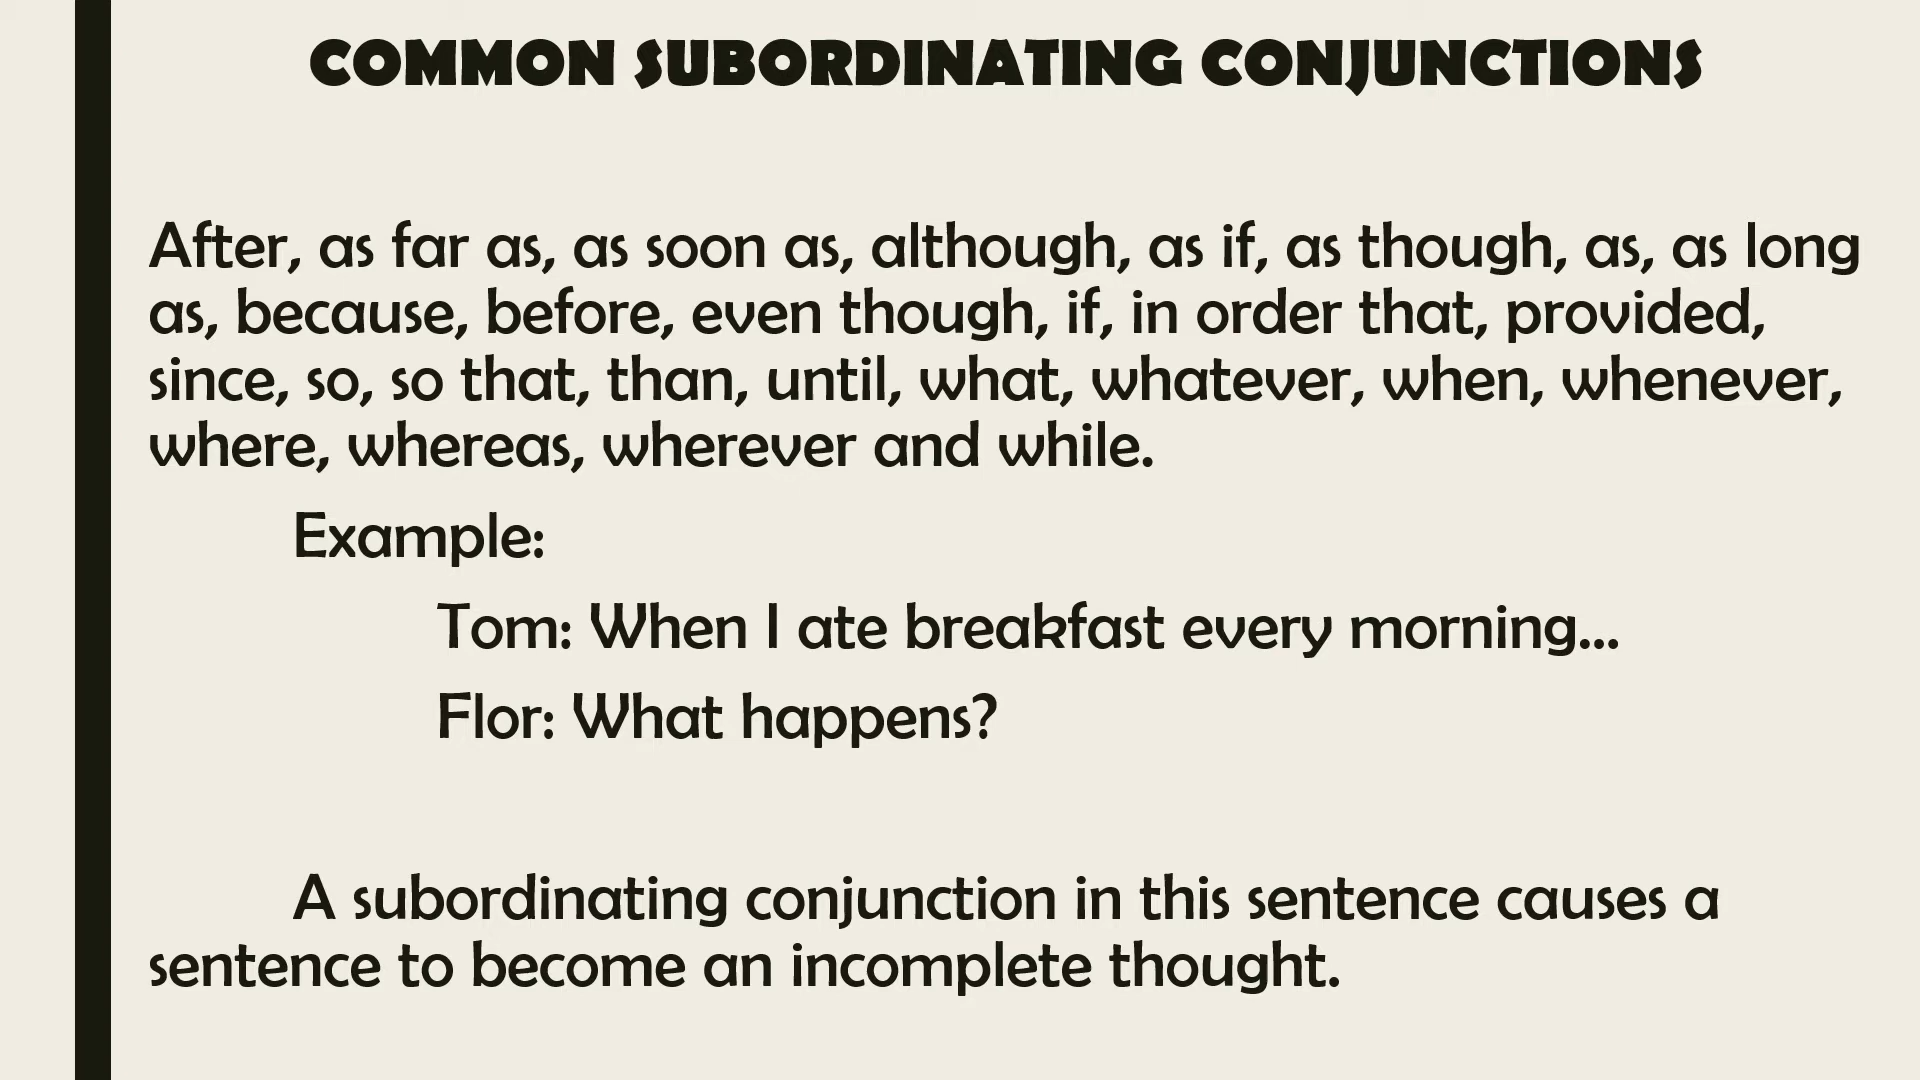 COMMON SUBORDINATING CONJUNCTIONS
After, as far as, as soon as, although, as if, as though, as, as long
as, because, before, even though, if, in order that, provided,
since, so, so that, than, until, what, whatever, when, whenever,
where, whereas, wherever and while.
Example:
Tom: When I ate breakfast every morning...
Flor: What happens?
A subordinating conjunction in this sentence causes a
sentence to become an incomplete thought.